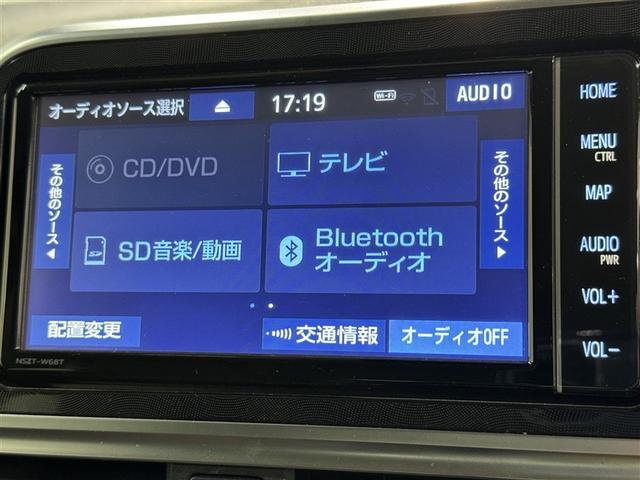 オーディオソース選択
17:19
Wi-Fi
AUDIO
その他のソース
CD/DVD
テレビ
その他のソース
SD音楽/動画
Bluetooth
オーディオ
配置変更
交通情報
オーディオOFF
NSZT-W68T
HOME
MENU
CTRL
MAP
AUDIO
PWR
VOL+
VOL-